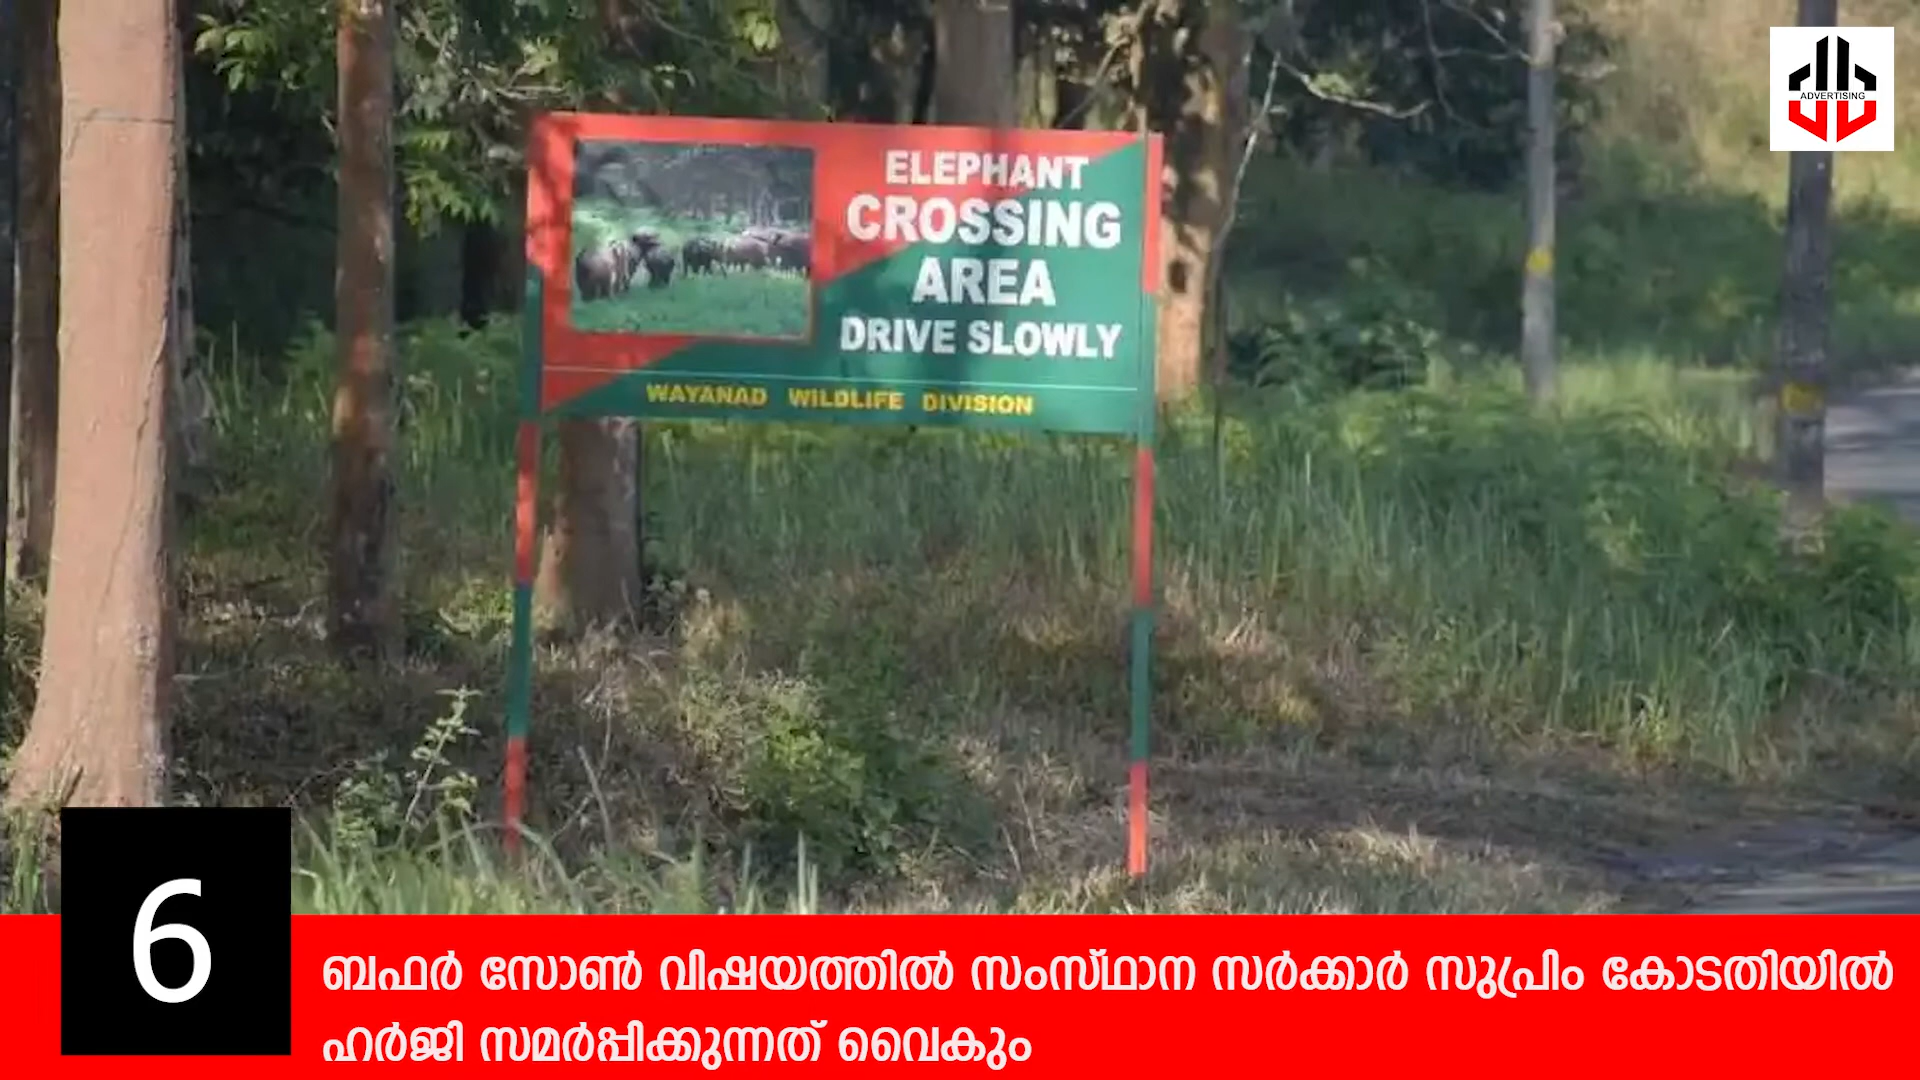 ADVERTISING
ELEPHANT
CROSSING
AREA
DRIVE SLOWLY
WAYANAD WILDLIFE DIVISION
6
ബഫർ സോൺ വിഷയത്തിൽ സംസ്ഥാന സർക്കാർ സുപ്രിം കോടതിയിൽ
ഹർജി സമർപ്പിക്കുന്നത് വൈകും